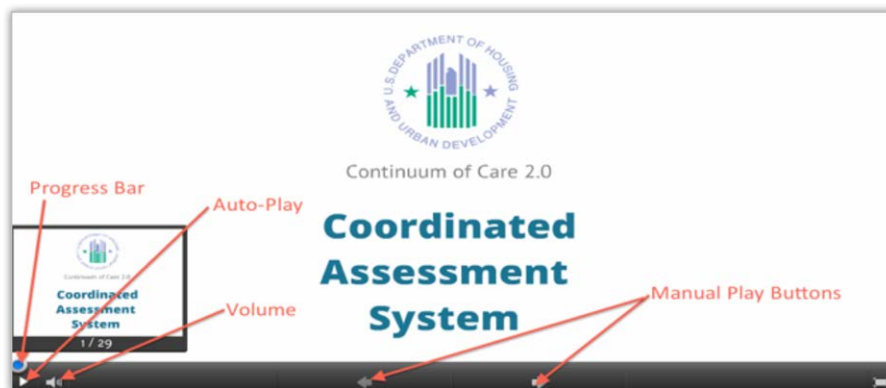 U.S.DEPARTMENT OF HOUSING
AND URBAN DEVELOPMENT
Continuum of Care 2.0
Coordinated
Assessment
System
Progress Bar
Auto-Play
Volume
Manual Play Buttons
Continuum of Care 2.0
Coordinated
Assessment
System
1 / 29